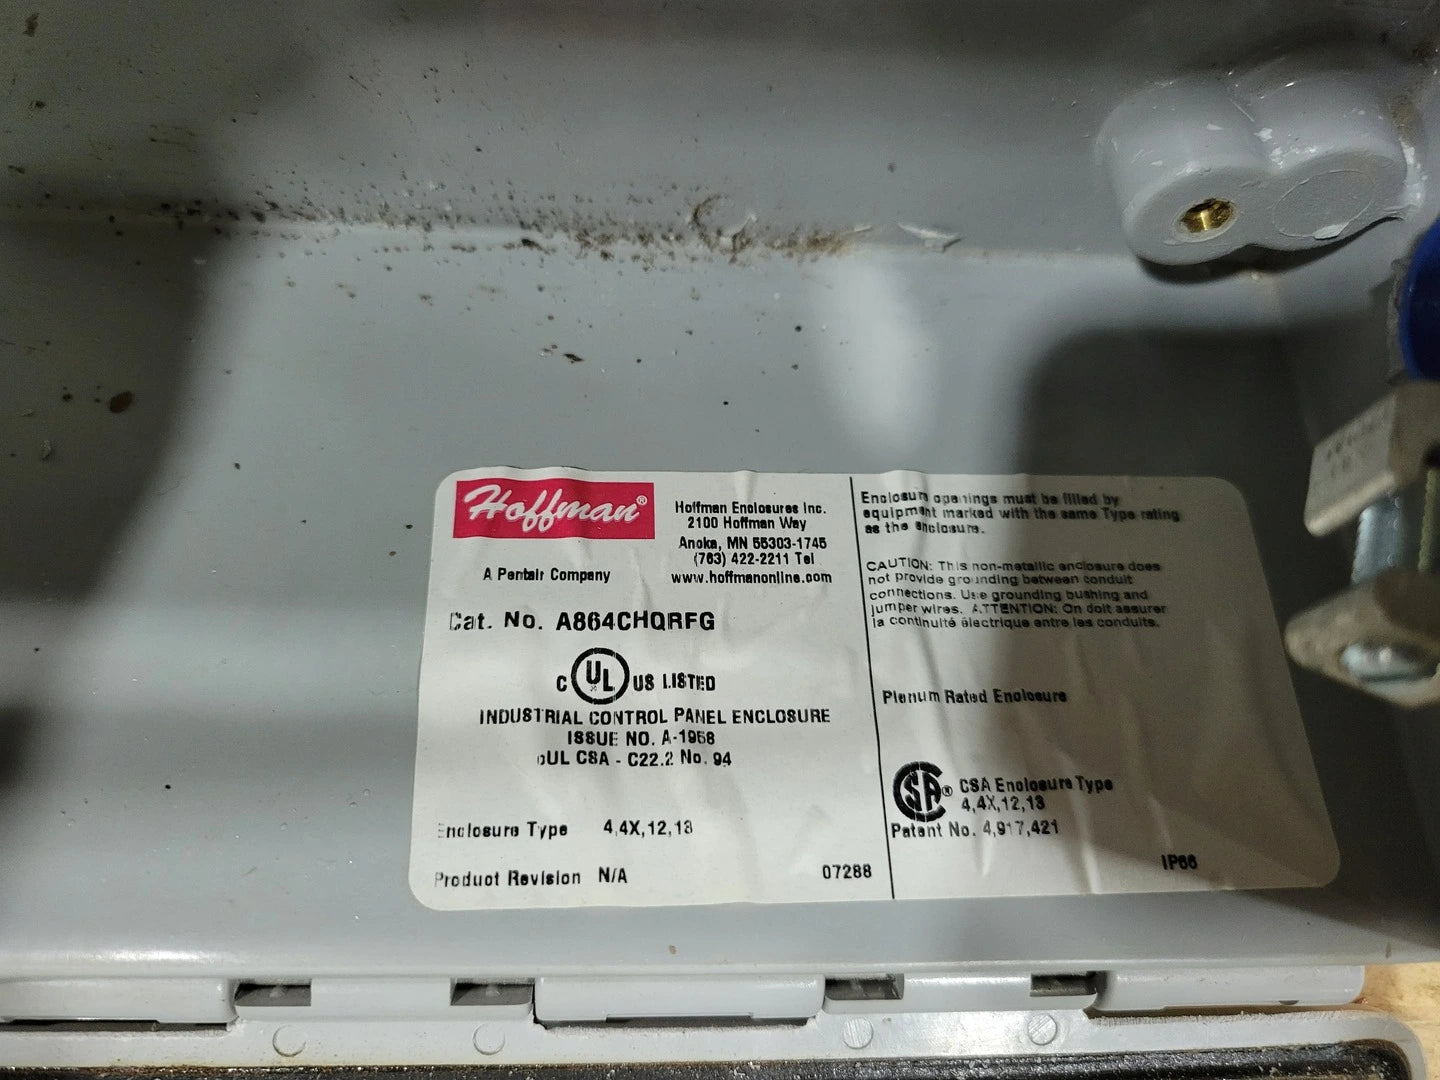 Hoffman®
A Pentair Company
Hoffman Enclosures Inc.
2100 Hoffman Way
Anoka, MN 55303-1745
(763) 422-2211 Tel
www.hoffmanonline.com
Cat. No. A864CHQRFG
C UL US LISTED
INDUSTRIAL CONTROL PANEL ENCLOSURE
ISSUE NO. A-1958
cUL CSA - C22.2 No. 94
Enclosure Type 4,4X,12,13
Product Revision N/A
07288
Enclosure openings must be filled by
equipment marked with the same Type rating
as the enclosure.
CAUTION: This non-metallic enclosure does
not provide grounding between conduit
connections. Use grounding bushing and
jumper wires. ATTENTION: On doit assurer
la continuité électrique entre les conduits.
Plenum Rated Enclosure
CSA® CSA Enclosure Type
4,4X,12,13
Patent No. 4,917,421
IP66